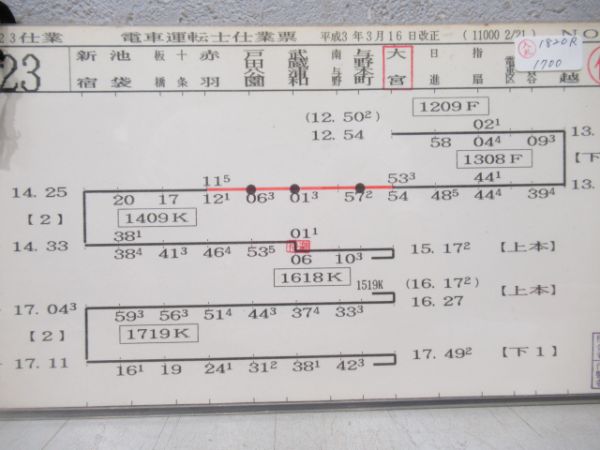 23仕業 電車運転士仕業票 平成3年3月16日改正 (11000 2/21) NO
1820R
1700
23 新宿 池袋 板橋 十条 赤羽 戸田公園 武蔵浦和 南与野 与野本町 大宮 日進 指扇 越
1209F
(12.50² 02¹
12.54 58 04⁴ 09³ 13.
1308F 【下
11⁵ 53³ 44¹
14.25 20 17 12¹ 06³ 01³ 57² 54 48⁵ 44⁴ 39⁴ 13.
【2】 1409K
38¹ 01¹
14.33 38⁴ 41³ 46⁴ 53⁵ 06 10³ 15.17² 【上本】
1618K 1519K (16.17²)
17.04³ 59³ 56³ 51⁴ 44³ 37⁴ 33³ 16.27 【上本】
【2】 1719K
17.11 16¹ 19 24¹ 31² 38¹ 42³ 17.49² 【下1】